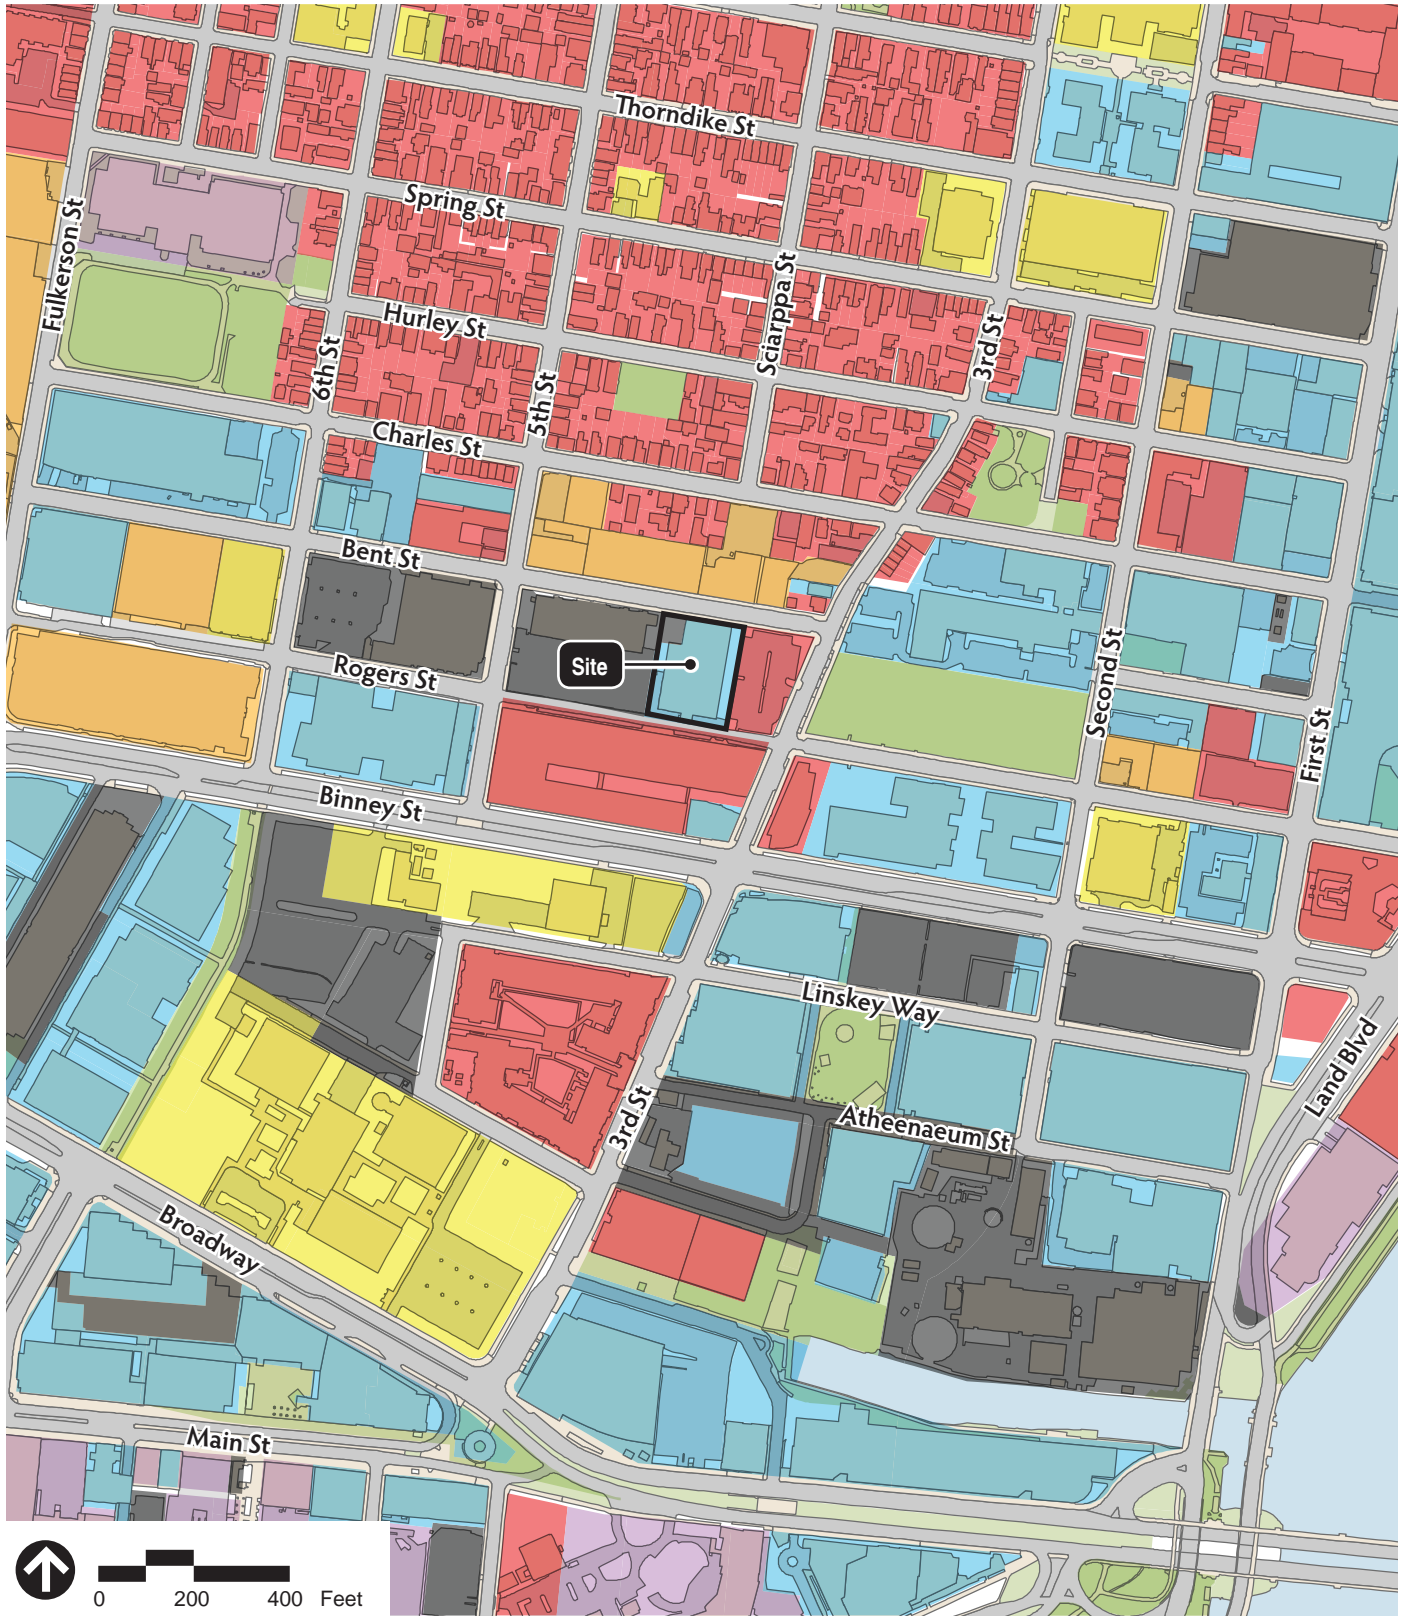 Thorndike St
Spring St
Fulkerson St
Sciarppa St
Hurley St
3rd St
6th St
5th St
Charles St
Bent St
Site
Rogers St
Second St
First St
Binney St
Linskey Way
Land Blvd
3rd St
Atheenaeum St
Broadway
Main St
0 200 400 Feet